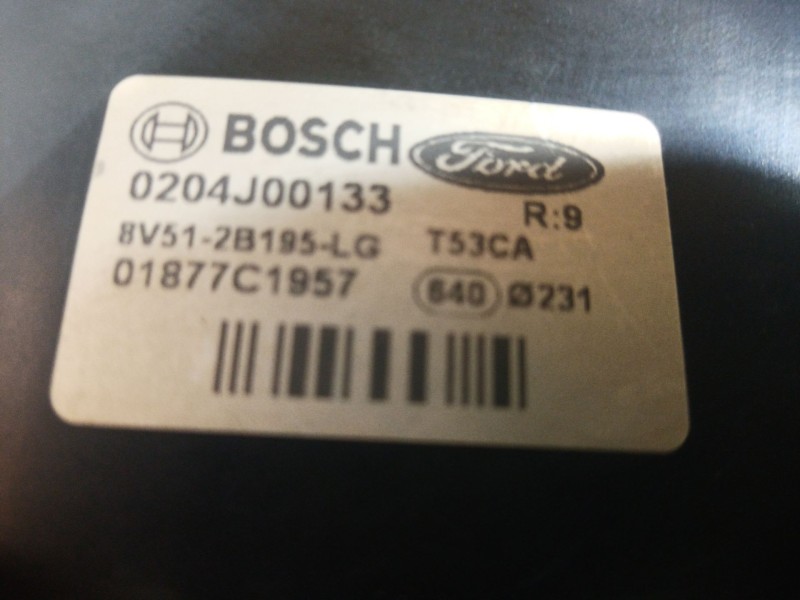 BOSCH Ford
0204J00133
R:9
8V51-2B195-LG T53CA
01877C1957 640 Ø231